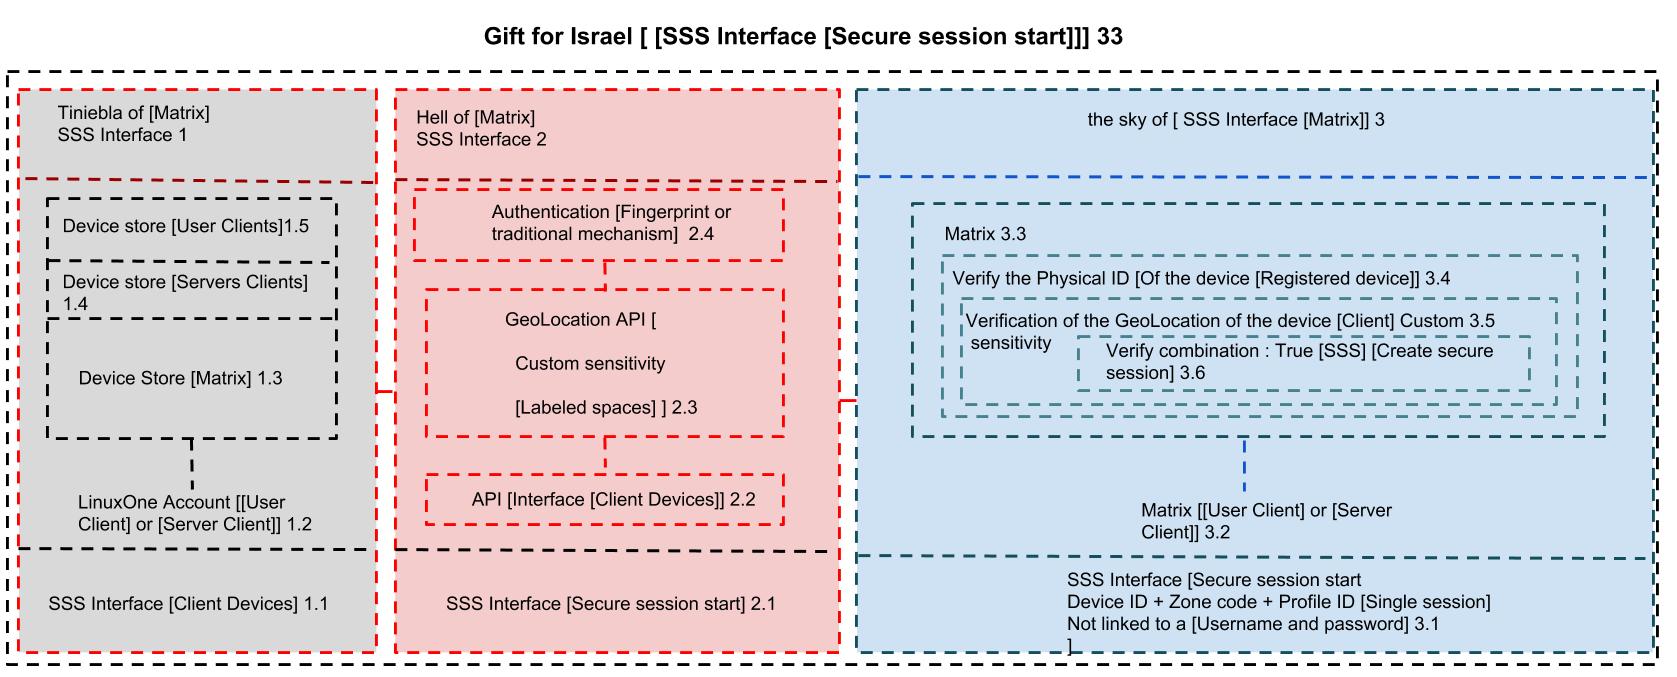 Gift for Israel [ [SSS Interface [Secure session start]]] 33
Tiniebla of [Matrix]
SSS Interface 1
Device store [User Clients]1.5
Device store [Servers Clients]
1.4
Device Store [Matrix] 1.3
LinuxOne Account [[User
Client] or [Server Client]] 1.2
SSS Interface [Client Devices] 1.1
Hell of [Matrix]
SSS Interface 2
Authentication [Fingerprint or
traditional mechanism]  2.4
GeoLocation API [
Custom sensitivity
[Labeled spaces] ] 2.3
API [Interface [Client Devices]] 2.2
SSS Interface [Secure session start] 2.1
the sky of [ SSS Interface [Matrix]] 3
Matrix 3.3
Verify the Physical ID [Of the device [Registered device]] 3.4
Verification of the GeoLocation of the device [Client] Custom 3.5
sensitivity
Verify combination : True [SSS] [Create secure
session] 3.6
Matrix [[User Client] or [Server
Client]] 3.2
SSS Interface [Secure session start
Device ID + Zone code + Profile ID [Single session]
Not linked to a [Username and password] 3.1
]